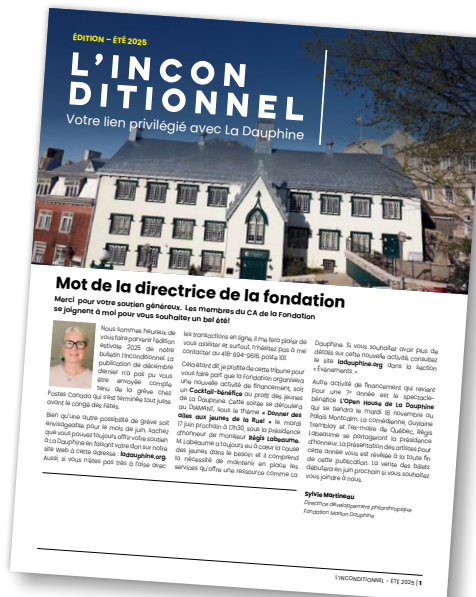 ÉDITION – ÉTÉ 2025
L'INCON
DITIONNEL
Votre lien privilégié avec La Dauphine
Mot de la directrice de la fondation
Merci pour votre soutien généreux. Les membres du CA de la Fondation
se joignent à moi pour vous souhaiter un bel été!
Nous sommes heureux de
vous faire parvenir l'édition
estivale 2025 de notre
bulletin l'Inconditionnel. La
publication de décembre
dernier n'a pas pu vous
être envoyée compte
tenu de la grève chez
Postes Canada qui s'est terminée tout juste
avant le congé des Fêtes.
Bien qu'une autre possibilité de grève soit
envisageable pour le mois de juin, sachez
que vous pouvez toujours offrir votre soutien
à La Dauphine en faisant votre don sur notre
site Web à cette adresse : ladauphine.org.
Aussi, si vous n'êtes pas très à l'aise avec
les transactions en ligne, il me fera plaisir de
vous assister et surtout, n'hésitez pas à me
contacter au 418-694-9616, poste 101.
Cela étant dit, je profite de cette tribune pour
vous faire part que la Fondation organisera
une nouvelle activité de financement, soit
un Cocktail-bénéfice au profit des jeunes
de La Dauphine. Cette soirée se déroulera
au DIAMANT, sous le thème « Donner des
ailes aux jeunes de la Rue! » le mardi
17 juin prochain à 17h30, sous la présidence
d'honneur de monsieur Régis Labeaume.
M. Labeaume a toujours eu à cœur la cause
des jeunes dans le besoin et il comprend
la nécessité de maintenir en place les
services qu'offre une ressource comme La
Dauphine. Si vous souhaitez avoir plus de
détails sur cette nouvelle activité, consultez
le site ladauphine.org dans la section
« Événements. »
Autre activité de financement qui revient
pour une 7e année est le spectacle-
bénéfice L'Open House de La Dauphine
qui se tiendra le mardi 18 novembre au
Palais Montcalm. La comédienne, Guylaine
Tremblay et l'ex-maire de Québec, Régis
Labeaume se partageront la présidence
d'honneur. La présentation des artistes pour
cette année vous est révélée à la toute fin
de cette publication. La vente des billets
débutera en juin prochain si vous souhaitez
vous joindre à nous.
Sylvie Martineau
Directrice développement philanthropique
Fondation Maison Dauphine
L'INCONDITIONNEL – ÉTÉ 2025 | 1